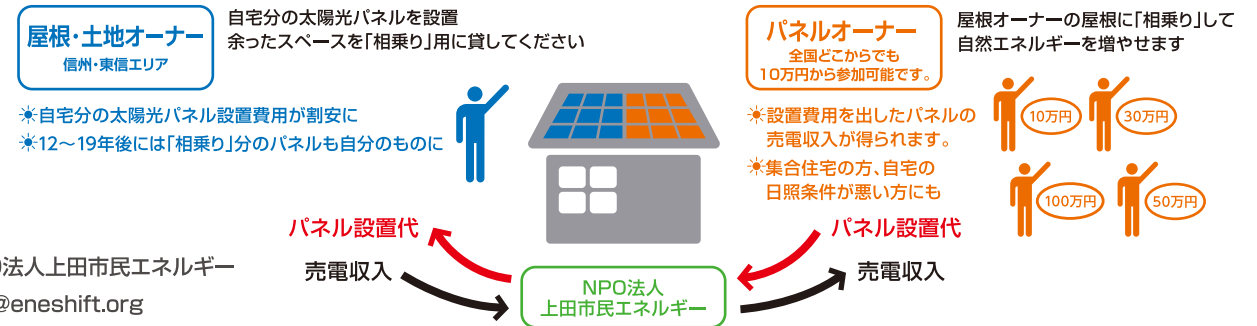 屋根・土地オーナー
信州・東信エリア
自宅分の太陽光パネルを設置
余ったスペースを「相乗り」用に貸してください
☀自宅分の太陽光パネル設置費用が割安に
☀12～19年後には「相乗り」分のパネルも自分のものに
パネルオーナー
全国どこからでも
10万円から参加可能です。
屋根オーナーの屋根に「相乗り」して
自然エネルギーを増やせます
☀設置費用を出したパネルの
売電収入が得られます。
☀集合住宅の方、自宅の
日照条件が悪い方にも
10万円
30万円
100万円
50万円
パネル設置代
売電収入
NPO法人
上田市民エネルギー
パネル設置代
売電収入
法人上田市民エネルギー
@eneshift.org